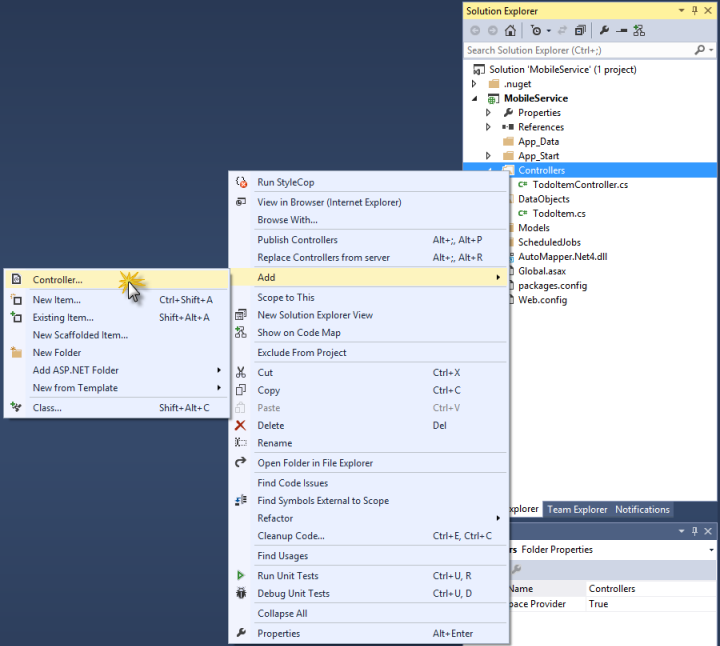 Solution Explorer
Search Solution Explorer (Ctrl+;)
Solution 'MobileService' (1 project)
.nuget
MobileService
Properties
References
App_Data
App_Start
Controllers
TodoItemController.cs
DataObjects
TodoItem.cs
Models
ScheduledJobs
AutoMapper.Net4.dll
Global.asax
packages.config
Web.config
Run StyleCop
View in Browser (Internet Explorer)
Browse With...
Publish Controllers Alt+;, Alt+P
Replace Controllers from server Alt+;, Alt+R
Add
Scope to This
New Solution Explorer View
Show on Code Map
Exclude From Project
Cut Ctrl+X
Copy Ctrl+C
Paste Ctrl+V
Delete Del
Rename
Open Folder in File Explorer
Find Code Issues
Find Symbols External to Scope
Refactor
Cleanup Code... Ctrl+E, Ctrl+C
Find Usages
Run Unit Tests Ctrl+U, R
Debug Unit Tests Ctrl+U, D
Collapse All
Properties Alt+Enter
Controller...
New Item... Ctrl+Shift+A
Existing Item... Shift+Alt+A
New Scaffolded Item...
New Folder
Add ASP.NET Folder
New from Template
Class... Shift+Alt+C
xplorer Team Explorer Notifications
rs Folder Properties
Name Controllers
pace Provider True